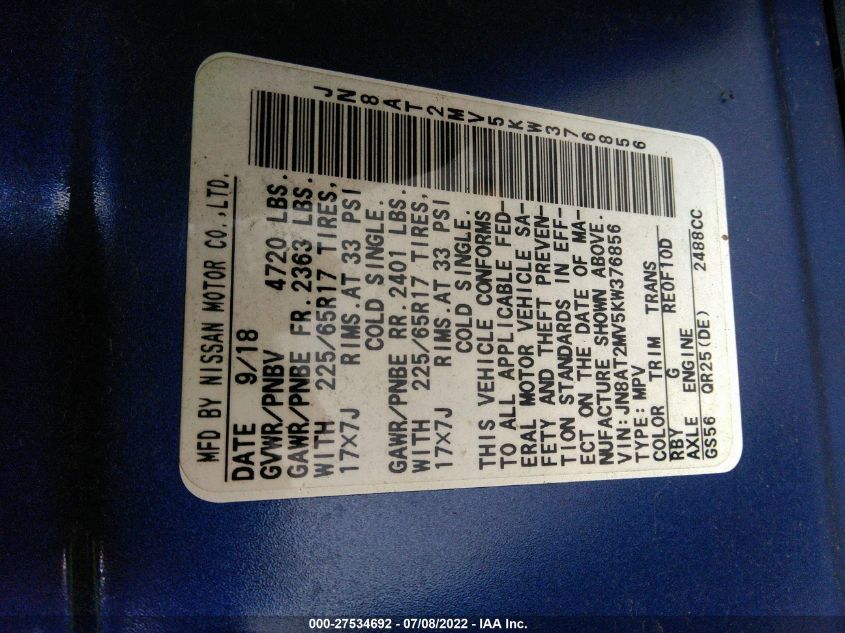 JN8AT2MV5KW376856
MFD BY NISSAN MOTOR CO.,LTD.
DATE 9/18
GVWR/PNBV 4720 LBS.
GAWR/PNBE FR.2363 LBS.
WITH 225/65R17 TIRES,
17X7J RIMS.AT 33 PSI
COLD SINGLE.
GAWR/PNBE RR.2401 LBS.
WITH 225/65R17 TIRES,
17X7J RIMS.AT 33 PSI
COLD SINGLE.
THIS VEHICLE CONFORMS
TO ALL APPLICABLE FED-
ERAL MOTOR VEHICLE SA-
FETY AND THEFT PREVEN-
TION STANDARDS IN EFF-
ECT ON THE DATE OF MA-
NUFACTURE SHOWN ABOVE.
VIN:JN8AT2MV5KW376856
TYPE:MPV
COLOR TRIM TRANS
RBY G RE0F10D
AXLE ENGINE
GS56 QR25(DE) 2488CC
000-27534692 - 07/08/2022 - IAA Inc.